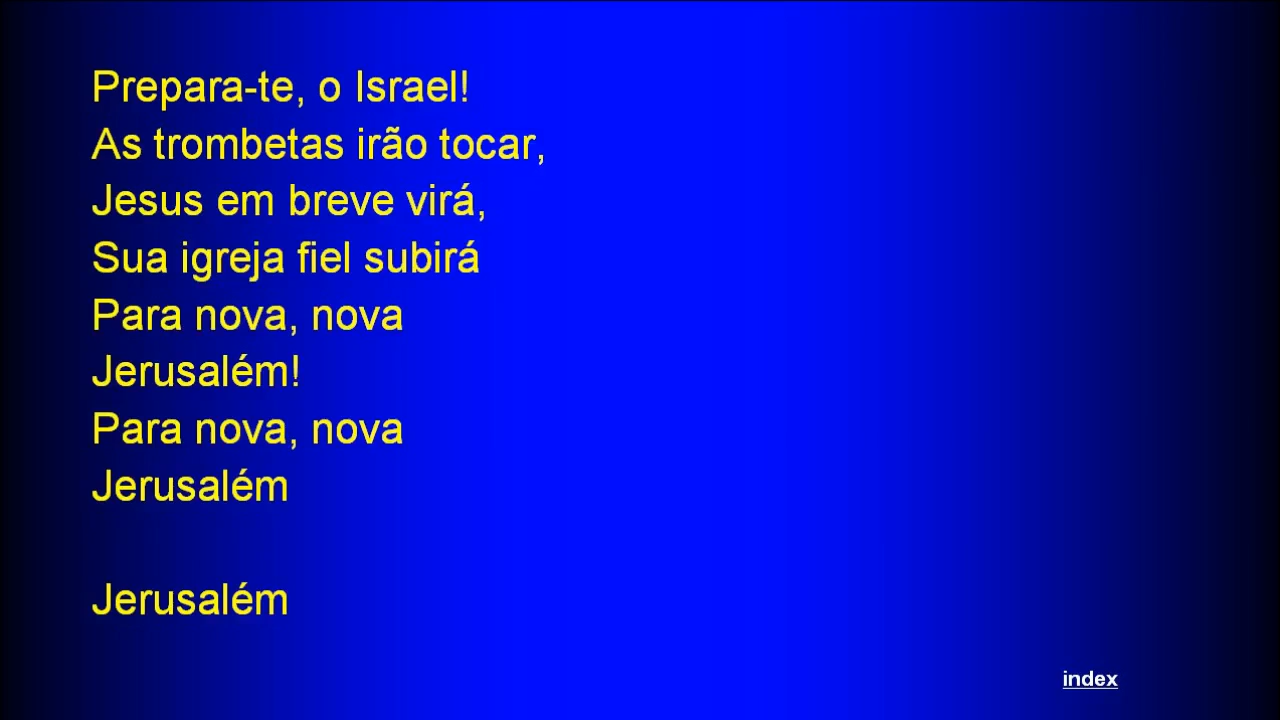 Prepara-te, o Israel!
As trombetas irão tocar,
Jesus em breve virá,
Sua igreja fiel subirá
Para nova, nova
Jerusalém!
Para nova, nova
Jerusalém
Jerusalém
index